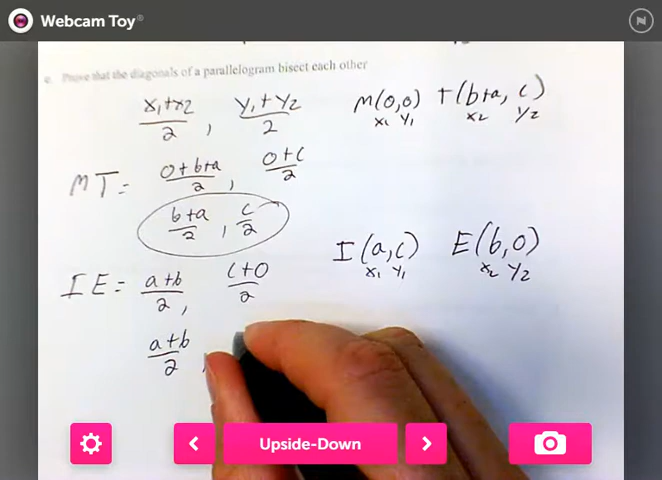 Webcam Toy®
e. Prove that the diagonals of a parallelogram bisect each other
x₁+x₂/2 , y₁+y₂/2 M(0,0) T(b+a, c)
x₁ y₁ x₂ y₂
MT = 0+b+a/2 , 0+c/2
b+a/2 , c/2
I(a,c) E(b,0)
x₁ y₁ x₂ y₂
IE = a+b/2 , c+0/2
a+b/2 ,
Upside-Down